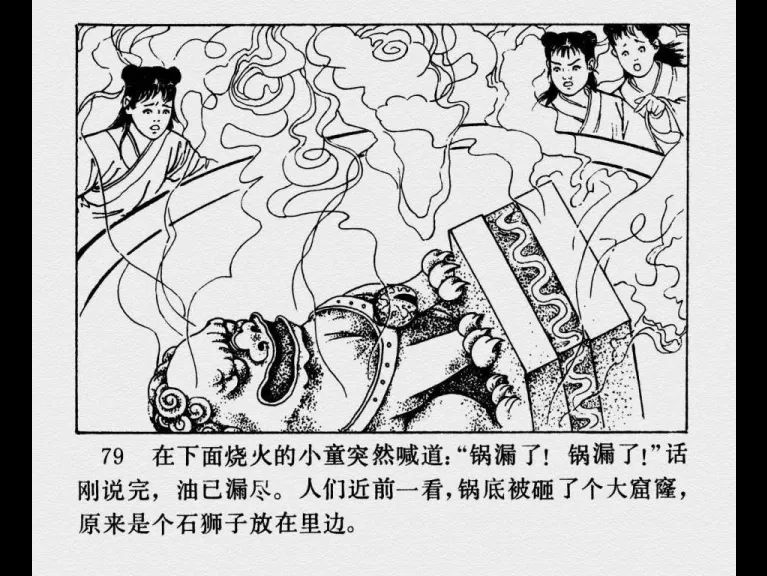 79 在下面烧火的小童突然喊道：“锅漏了！锅漏了！”话
刚说完，油已漏尽。人们近前一看，锅底被砸了个大窟窿，
原来是个石狮子放在里边。